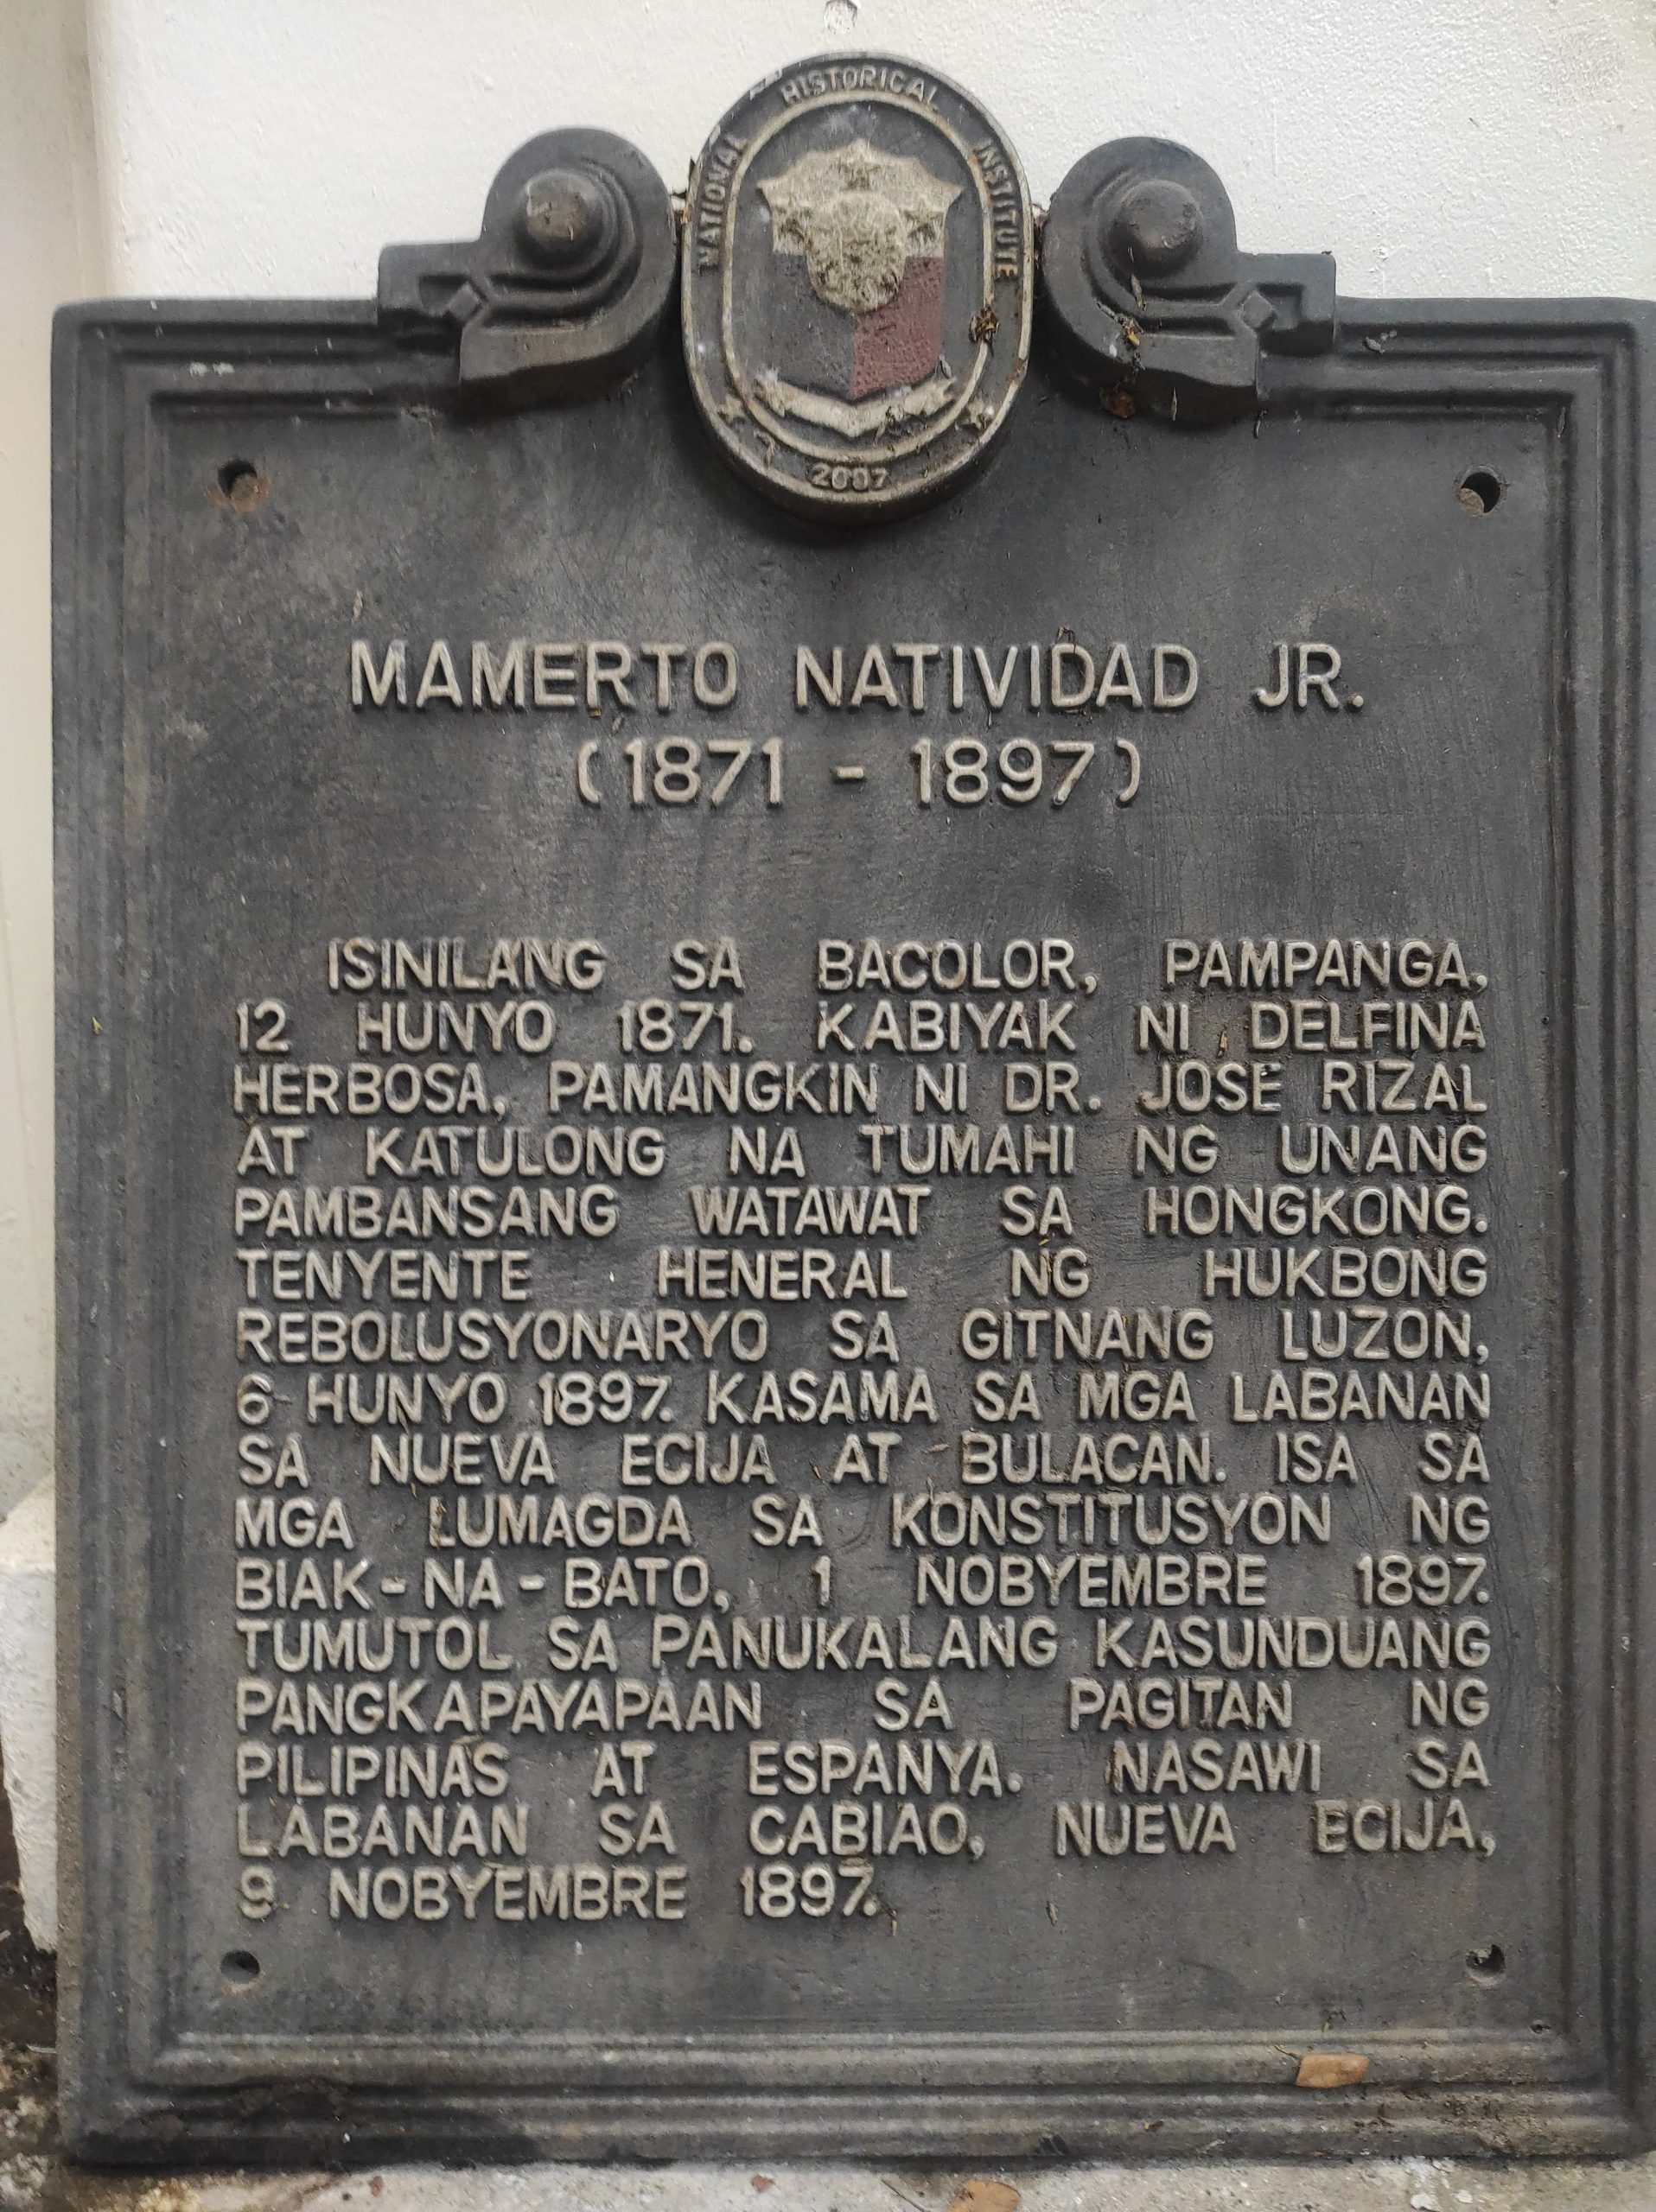 NATIONAL HISTORICAL INSTITUTE
2007
MAMERTO NATIVIDAD JR.
(1871 - 1897)
ISINILANG SA BACOLOR, PAMPANGA,
12 HUNYO 1871. KABIYAK NI DELFINA
HERBOSA, PAMANGKIN NI DR. JOSE RIZAL
AT KATULONG NA TUMAHI NG UNANG
PAMBANSANG WATAWAT SA HONGKONG.
TENYENTE HENERAL NG HUKBONG
REBOLUSYONARYO SA GITNANG LUZON,
6 HUNYO 1897. KASAMA SA MGA LABANAN
SA NUEVA ECIJA AT BULACAN. ISA SA
MGA LUMAGDA SA KONSTITUSYON NG
BIAK-NA-BATO, 1 NOBYEMBRE 1897.
TUMUTOL SA PANUKALANG KASUNDUANG
PANGKAPAYAPAAN SA PAGITAN NG
PILIPINAS AT ESPANYA. NASAWI SA
LABANAN SA CABIAO, NUEVA ECIJA,
9 NOBYEMBRE 1897.